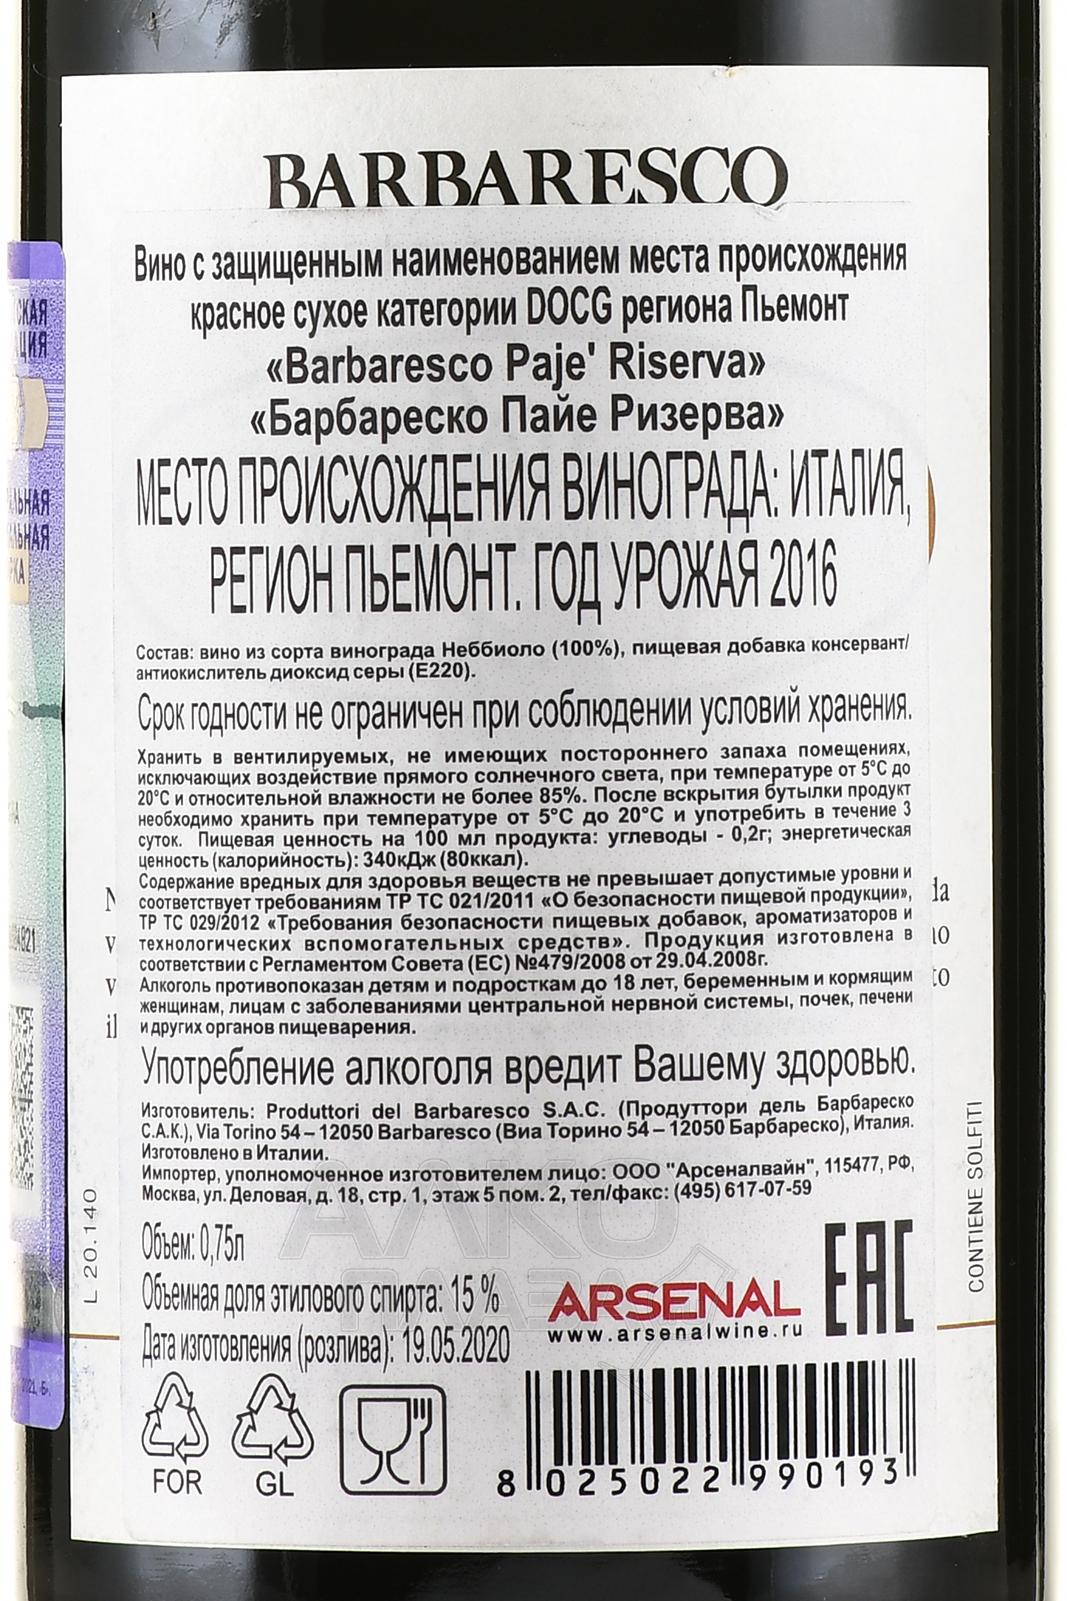 BARBARESCO
Вино с защищенным наименованием места происхождения
красное сухое категории DOCG региона Пьемонт
«Barbaresco Paje' Riserva»
«Барбареско Пайе Ризерва»
МЕСТО ПРОИСХОЖДЕНИЯ ВИНОГРАДА: ИТАЛИЯ,
РЕГИОН ПЬЕМОНТ. ГОД УРОЖАЯ 2016
Состав: вино из сорта винограда Неббиоло (100%), пищевая добавка консервант/
антиокислитель диоксид серы (E220).
Срок годности не ограничен при соблюдении условий хранения.
Хранить в вентилируемых, не имеющих постороннего запаха помещениях,
исключающих воздействие прямого солнечного света, при температуре от 5°C до
20°C и относительной влажности не более 85%. После вскрытия бутылки продукт
необходимо хранить при температуре от 5°C до 20°C и употребить в течение 3
суток. Пищевая ценность на 100 мл продукта: углеводы - 0,2г; энергетическая
ценность (калорийность): 340кДж (80ккал).
Содержание вредных для здоровья веществ не превышает допустимые уровни и
соответствует требованиям ТР ТС 021/2011 «О безопасности пищевой продукции»,
ТР ТС 029/2012 «Требования безопасности пищевых добавок, ароматизаторов и
технологических вспомогательных средств». Продукция изготовлена в
соответствии с Регламентом Совета (ЕС) №479/2008 от 29.04.2008г.
Алкоголь противопоказан детям и подросткам до 18 лет, беременным и кормящим
женщинам, лицам с заболеваниями центральной нервной системы, почек, печени
и других органов пищеварения.
Употребление алкоголя вредит Вашему здоровью.
Изготовитель: Produttori del Barbaresco S.A.C. (Продуттори дель Барбареско
С.А.К.), Via Torino 54 – 12050 Barbaresco (Виа Торино 54 – 12050 Барбареско), Италия.
Изготовлено в Италии.
Импортер, уполномоченное изготовителем лицо: ООО "Арсеналвайн", 115477, РФ,
Москва, ул. Деловая, д. 18, стр. 1, этаж 5 пом. 2, тел/факс: (495) 617-07-59
Объем: 0,75л
Объемная доля этилового спирта: 15 %
Дата изготовления (розлива): 19.05.2020
ARSENAL
www.arsenalwine.ru
EAC
FOR
GL
8 025022 990193
L 20.140
CONTIENE SOLFITI
АЛКО
ПЛАЗА